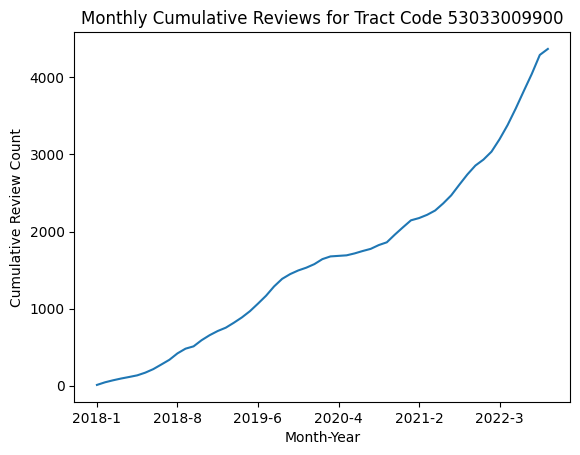 Monthly Cumulative Reviews for Tract Code 53033009900
Cumulative Review Count
4000
3000
2000
1000
0
2018-1 2018-8 2019-6 2020-4 2021-2 2022-3
Month-Year